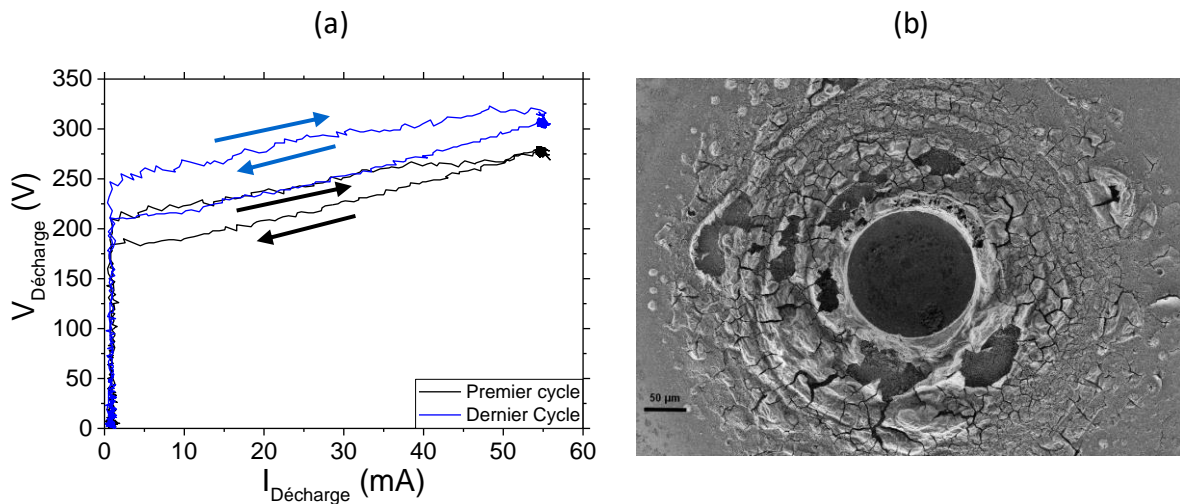 (a)
(b)
350
300
250
200
150
100
50
0
V_Décharge (V)
0 10 20 30 40 50 60
I_Décharge (mA)
Premier cycle
Dernier Cycle
50 µm